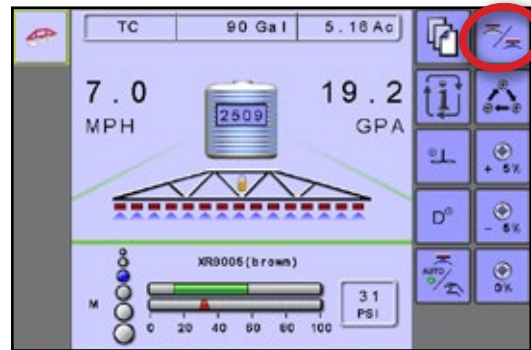 TC 90 Gal 5.16 Ac
7.0 19.2
MPH GPA
2509
XR8005(brown)
M
31
PSI
0 20 40 60 80 100
i
+ 5%
D
- 5%
AUTO
0%